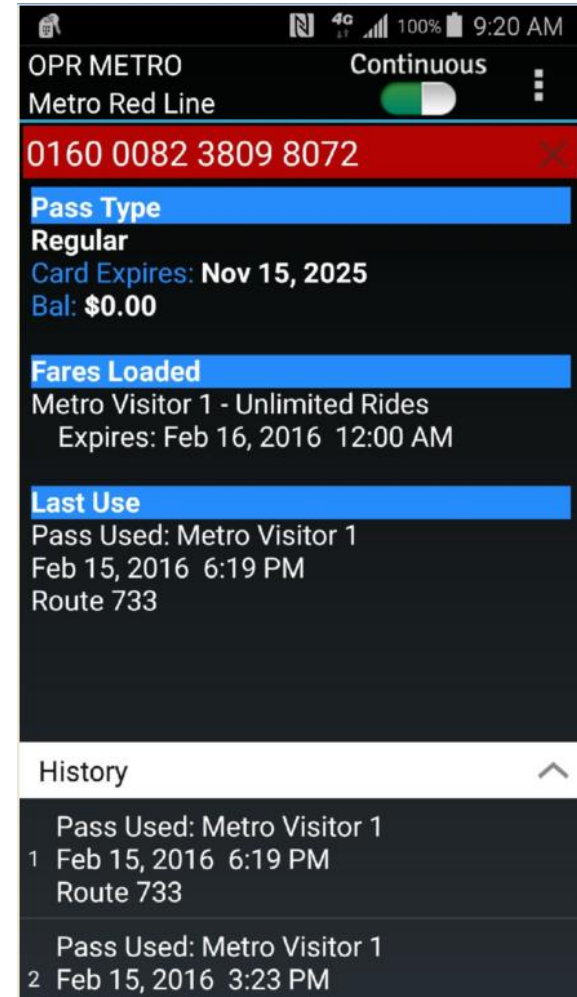 4G 100% 9:20 AM
OPR METRO Continuous
Metro Red Line
0160 0082 3809 8072
Pass Type
Regular
Card Expires: Nov 15, 2025
Bal: $0.00
Fares Loaded
Metro Visitor 1 - Unlimited Rides
Expires: Feb 16, 2016 12:00 AM
Last Use
Pass Used: Metro Visitor 1
Feb 15, 2016 6:19 PM
Route 733
History
Pass Used: Metro Visitor 1
1 Feb 15, 2016 6:19 PM
Route 733
Pass Used: Metro Visitor 1
2 Feb 15, 2016 3:23 PM